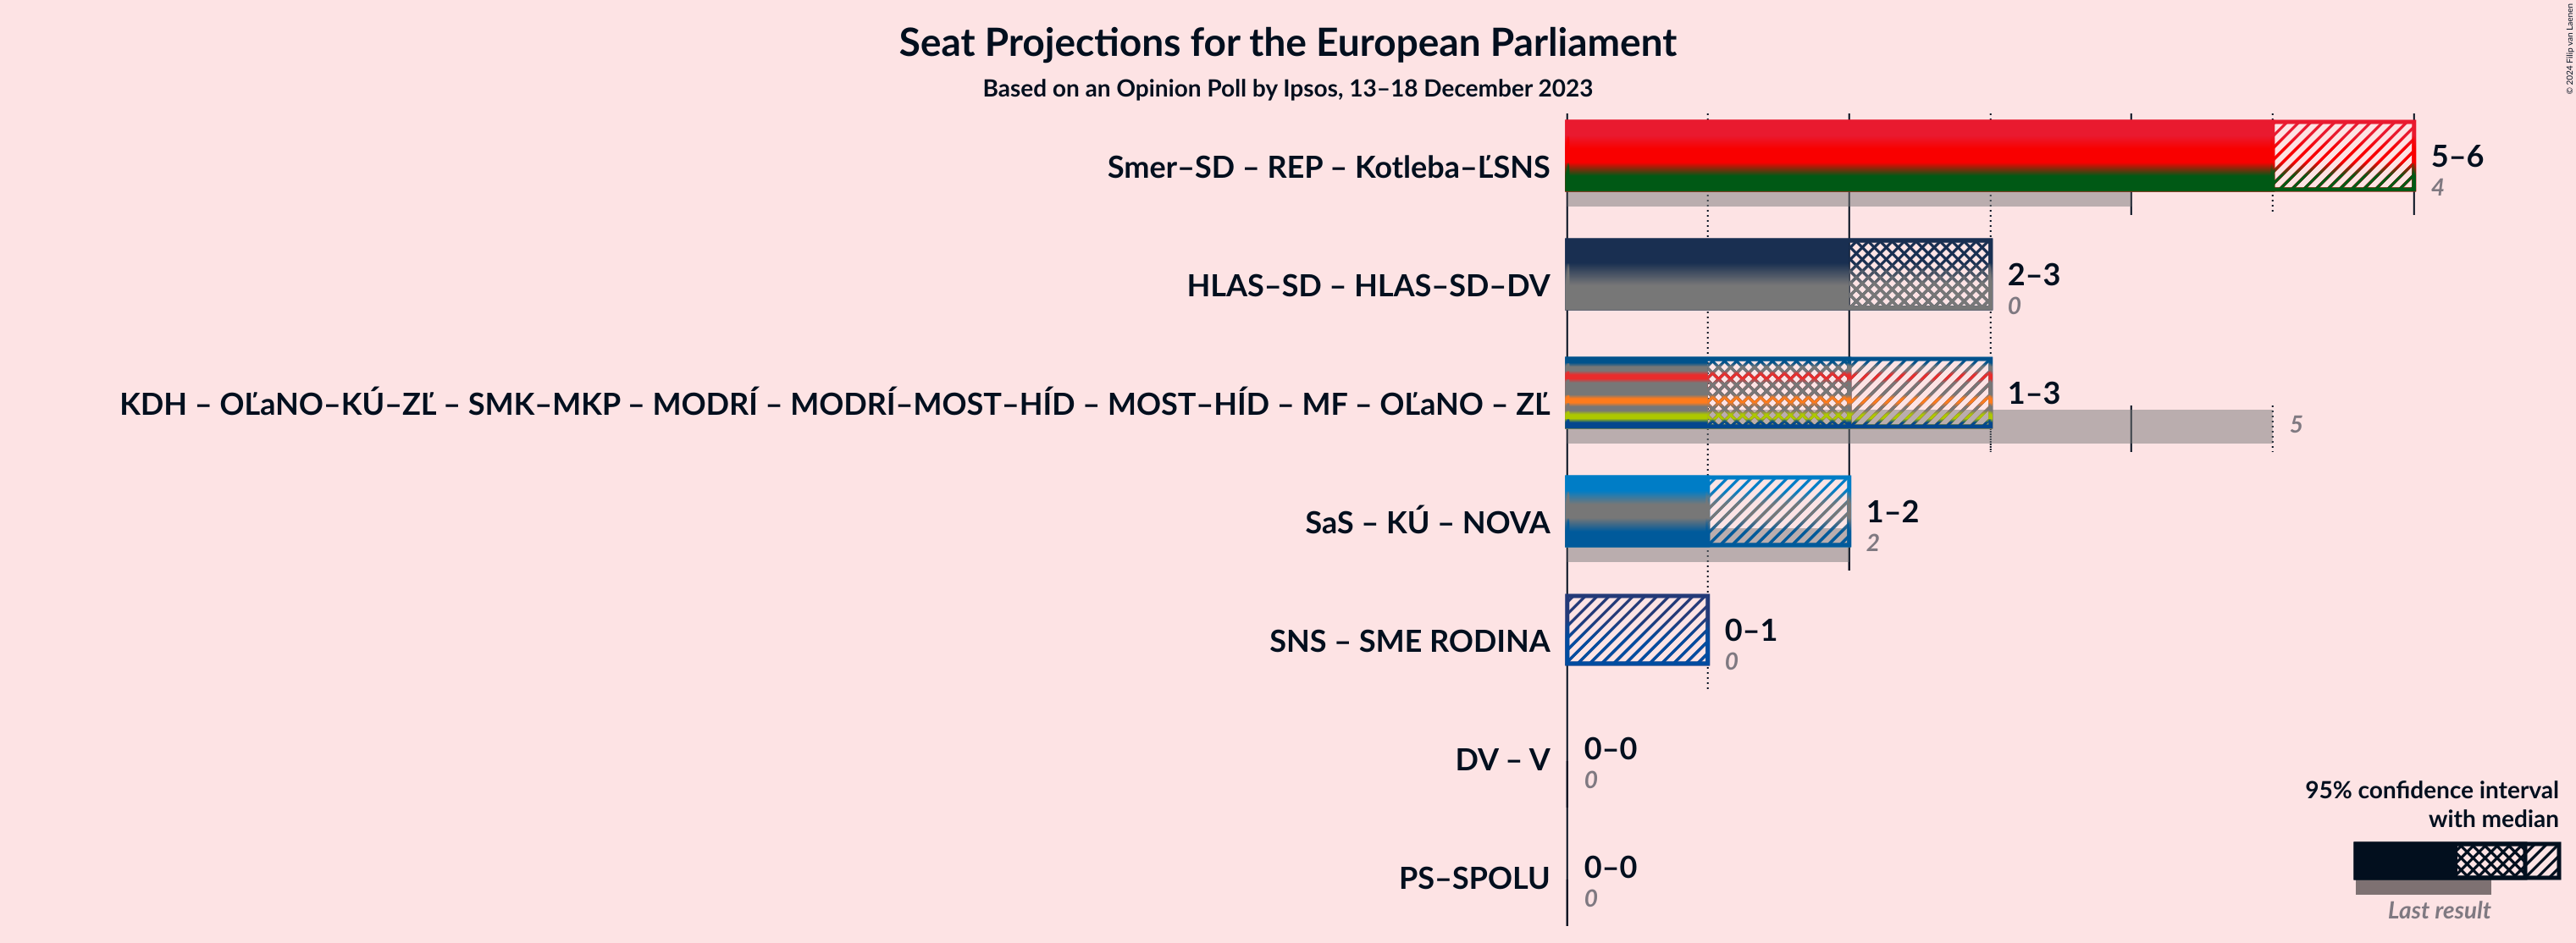 Seat Projections for the European Parliament
Based on an Opinion Poll by Ipsos, 13–18 December 2023
© 2024 Filip van Laenen
Smer–SD – REP – Kotleba–ĽSNS
5–6
4
HLAS–SD – HLAS–SD–DV
2–3
0
KDH – OĽaNO–KÚ–ZĽ – SMK–MKP – MODRÍ – MODRÍ–MOST–HÍD – MOST–HÍD – MF – OĽaNO – ZĽ
1–3
5
SaS – KÚ – NOVA
1–2
2
SNS – SME RODINA
0–1
0
DV – V
0–0
0
PS–SPOLU
0–0
0
95% confidence interval
with median
Last result